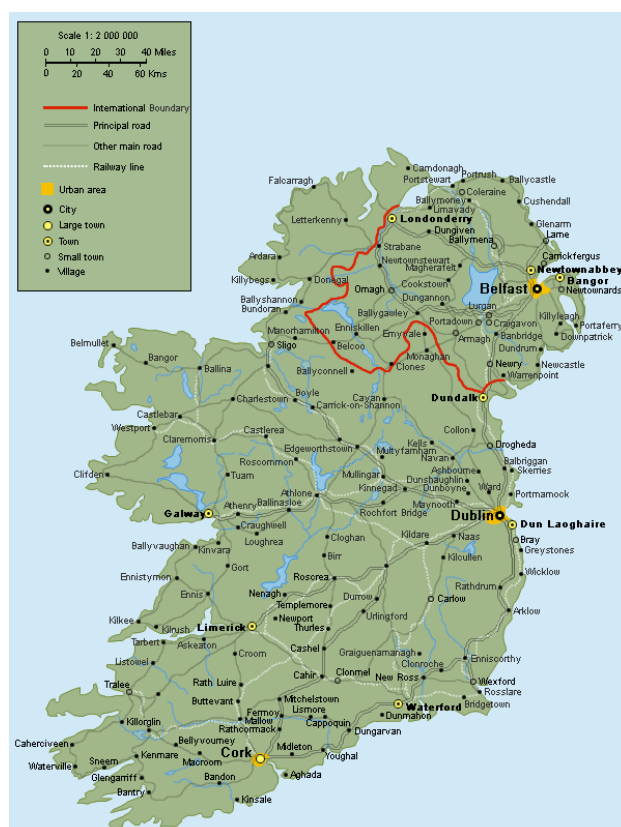 Scale 1: 2 000 000
0 10 20 30 40 Miles
0 20 40 60 Kms
International Boundary
Principal road
Other main road
Railway line
Urban area
City
Large town
Town
Small town
Village
Camdonagh
Portrush
Ballycastle
Falcarragh
Portstewart
Coleraine
Ballymoney
Cushendall
Limavady
Letterkenny
Londonderry
Dungiven
Glenarm
Ballymena
Larne
Strabane
Ardara
Carrickfergus
Newtownstewart
Magherafelt
Newtownabbey
Killybegs
Donegal
Bangor
Omagh
Cookstown
Belfast
Newtownards
Ballyshannon
Dungannon
Bundoran
Lurgan
Ballygawley
Killyleagh
Enniskillen
Portadown
Craigavon
Portaferry
Manorhamilton
Emyvale
Armagh
Banbridge
Downpatrick
Belmullet
Sligo
Belcoo
Dundrum
Monaghan
Bangor
Ballina
Ballyconnell
Clones
Newry
Newcastle
Warrenpoint
Boyle
Charlestown
Cavan
Dundalk
Carrick-on-Shannon
Castlebar
Westport
Castlerea
Collon
Claremorris
Kells
Drogheda
Edgeworthstown
Multyfarnham
Roscommon
Navan
Balbriggan
Clifden
Tuam
Mullingar
Ashbourne
Skerries
Dunshaughlin
Ward
Athlone
Kinnegad
Dunboyne
Portmarnock
Ballinasloe
Maynooth
Athenry
Galway
Rochfort Bridge
Dublin
Craughwell
Dun Laoghaire
Loughrea
Cloghan
Kildare
Naas
Bray
Ballyvaughan
Kinvara
Greystones
Birr
Kilcullen
Gort
Wicklow
Ennistymon
Roscrea
Rathdrum
Ennis
Nenagh
Durrow
Carlow
Templemore
Arklow
Kilkee
Newport
Urlingford
Kilrush
Limerick
Thurles
Tarbert
Askeaton
Graiguenamanagh
Cashel
Enniscorthy
Listowel
Croom
Clonroche
Clonmel
Cahir
New Ross
Wexford
Tralee
Rath Luire
Rosslare
Mitchelstown
Bridgetown
Buttevant
Waterford
Fermoy
Lismore
Dunmahon
Killorglin
Mallow
Cappoquin
Rathcormack
Dungarvan
Caherciveen
Bellyvourney
Kenmare
Midleton
Youghal
Sneem
Macroom
Cork
Waterville
Glengarriff
Aghada
Bandon
Bantry
Kinsale